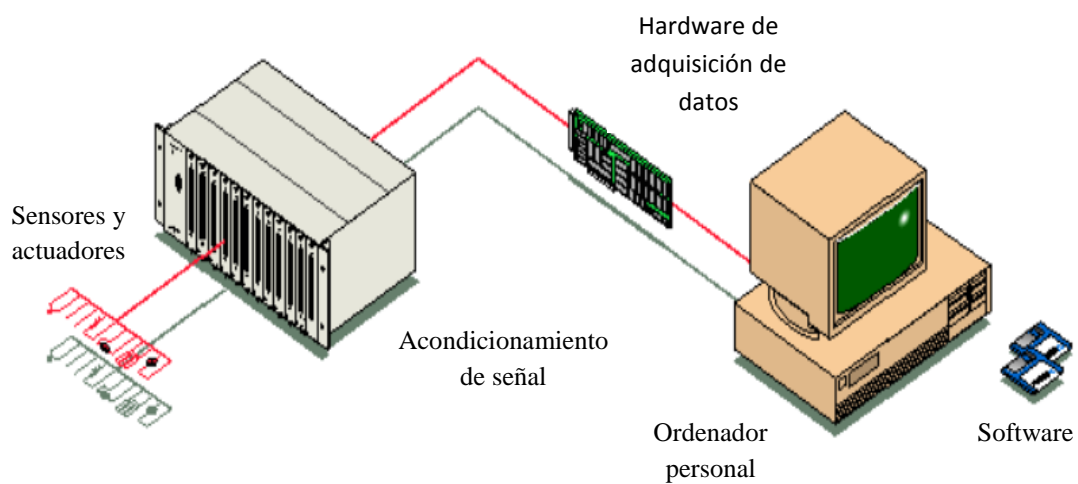 Hardware de
adquisición de
datos
Sensores y
actuadores
Acondicionamiento
de señal
Ordenador
personal
Software